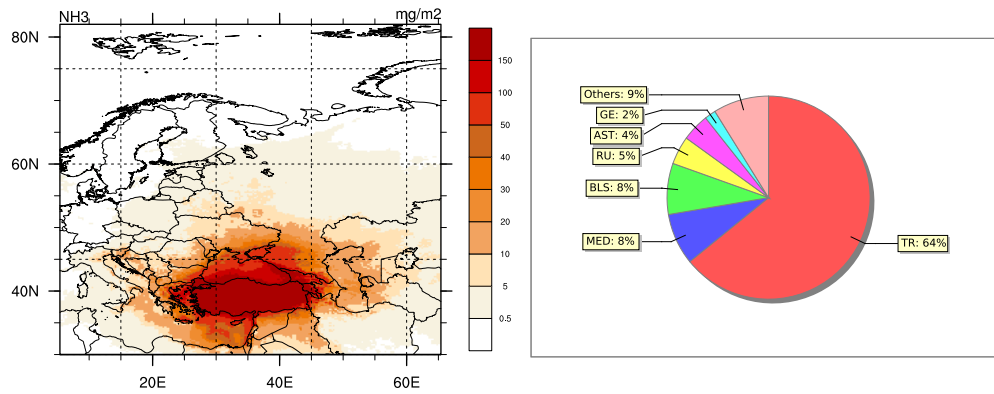 NH3 mg/m2
80N
60N
40N
20E 40E 60E
150
100
50
40
30
20
10
5
0.5
Others: 9%
GE: 2%
AST: 4%
RU: 5%
BLS: 8%
MED: 8%
TR: 64%